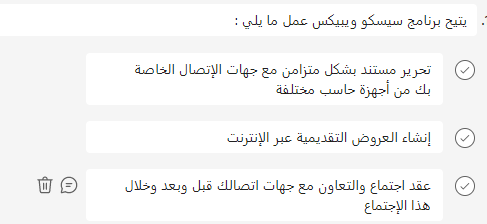 يتيح برنامج سيسكو ويبيكس عمل ما يلي :
تحرير مستند بشكل متزامن مع جهات الإتصال الخاصة
بك من أجهزة حاسب مختلفة
إنشاء العروض التقديمية عبر الإنترنت
عقد اجتماع والتعاون مع جهات اتصالك قبل وبعد وخلال
هذا الإجتماع